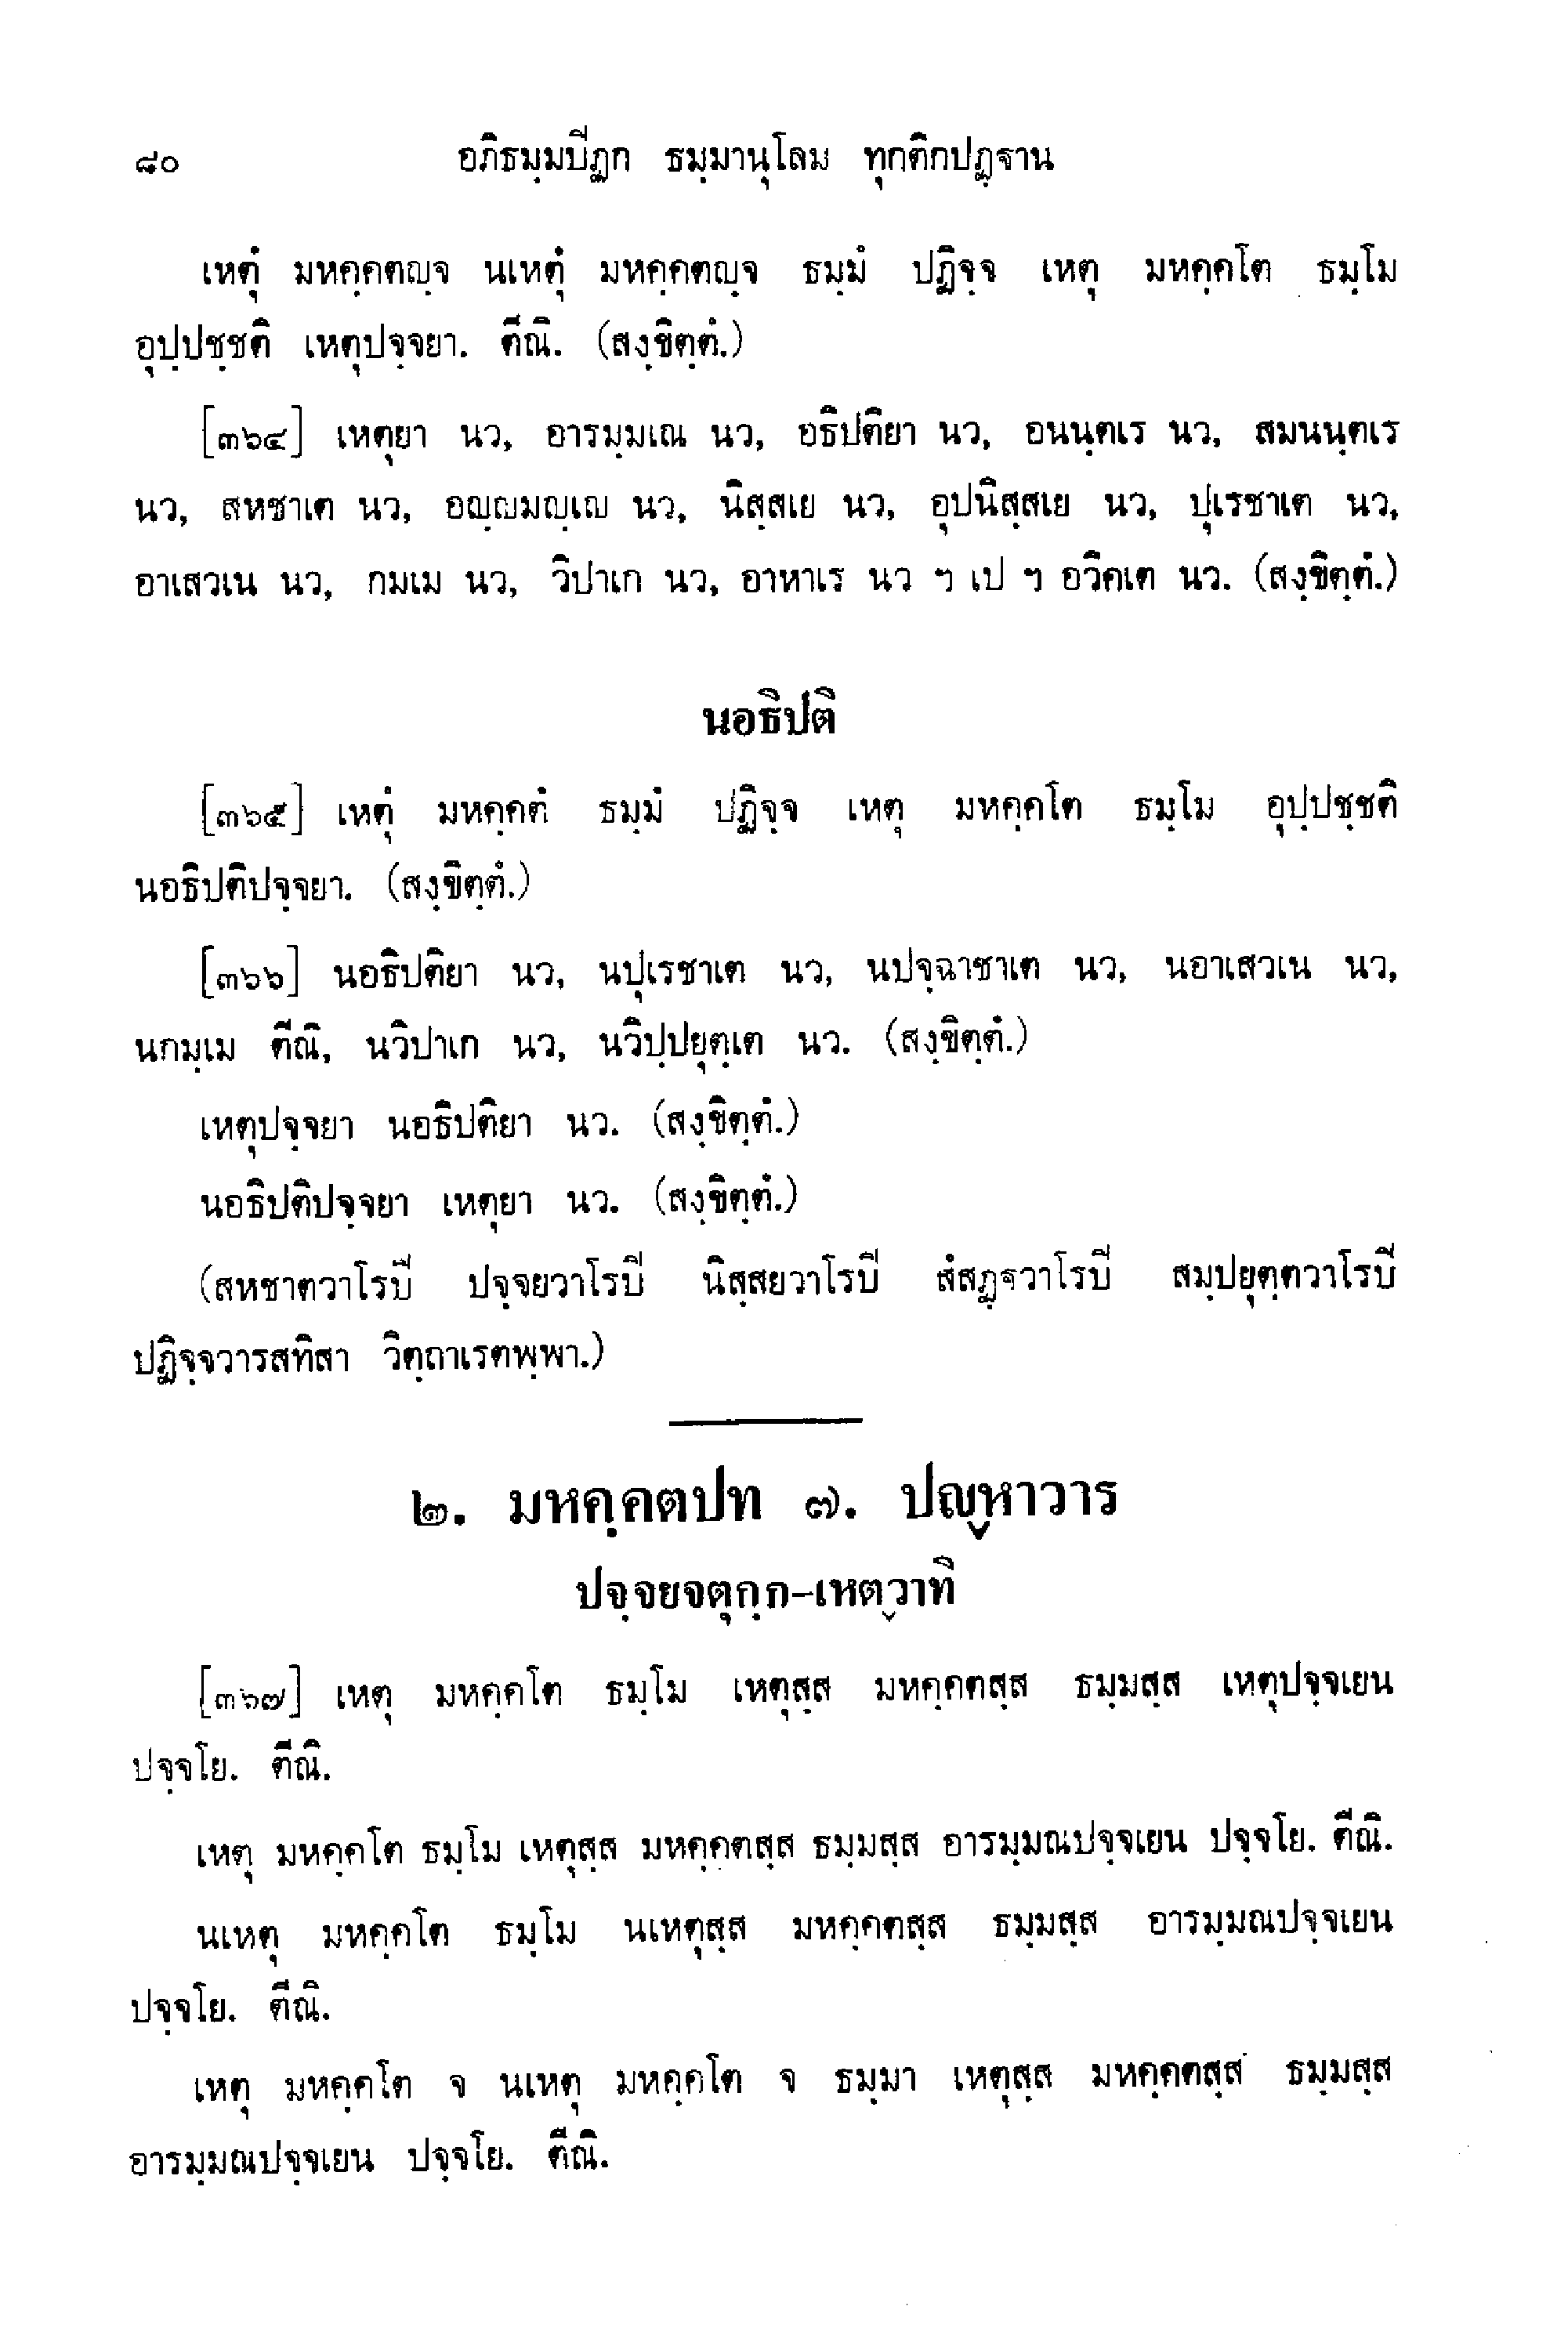 ๘๐ อภิธมฺมปีฏก ธมฺมานุโลม ทุกติกปฏฺฐาน
เหตุํ มหคฺคตญฺจ นเหตุํ มหคฺคตญฺจ ธมฺมํ ปฏิจฺจ เหตุ มหคฺคโต ธมฺโม
อุปฺปชฺชติ เหตุปจฺจยา. ตีณิ. (สงฺขิตฺตํ.)
[๓๖๔] เหตุยา นว, อารมฺมเณ นว, อธิปติยา นว, อนนฺตเร นว, สมนนฺตเร
นว, สหชาเต นว, อญฺญมญฺเญ นว, นิสฺสเย นว, อุปนิสฺสเย นว, ปุเรชาเต นว,
อาเสวเน นว, กมเม นว, วิปาเก นว, อาหาเร นว ฯ เป ฯ อวิคเต นว. (สงฺขิตฺตํ.)
นอธิปติ
[๓๖๕] เหตุํ มหคฺคตํ ธมฺมํ ปฏิจฺจ เหตุ มหคฺคโต ธมฺโม อุปฺปชฺชติ
นอธิปติปจฺจยา. (สงฺขิตฺตํ.)
[๓๖๖] นอธิปติยา นว, นปุเรชาเต นว, นปจฺฉาชาเต นว, นอาเสวเน นว,
นกมฺเม ตีณิ, นวิปาเก นว, นวิปฺปยุตฺเต นว. (สงฺขิตฺตํ.)
เหตุปจฺจยา นอธิปติยา นว. (สงฺขิตฺตํ.)
นอธิปติปจฺจยา เหตุยา นว. (สงฺขิตฺตํ.)
(สหชาตวาโรปี ปจฺจยวาโรปี นิสฺสยวาโรปี สํสฏฺฐวาโรปี สมฺปยุตฺตวาโรปี
ปฏิจฺจวารสทิสา วิตฺถาเรตพฺพา.)
๒. มหคฺคตปท ๗. ปญฺหาวาร
ปจฺจยจตุกฺก-เหตฺวาทิ
[๓๖๗] เหตุ มหคฺคโต ธมฺโม เหตุสฺส มหคฺคตสฺส ธมฺมสฺส เหตุปจฺจเยน
ปจฺจโย. ตีณิ.
เหตุ มหคฺคโต ธมฺโม เหตุสฺส มหคฺคตสฺส ธมฺมสฺส อารมฺมณปจฺจเยน ปจฺจโย. ตีณิ.
นเหตุ มหคฺคโต ธมฺโม นเหตุสฺส มหคฺคตสฺส ธมฺมสฺส อารมฺมณปจฺจเยน
ปจฺจโย. ตีณิ.
เหตุ มหคฺคโต จ นเหตุ มหคฺคโต จ ธมฺมา เหตุสฺส มหคฺคตสฺส ธมฺมสฺส
อารมฺมณปจฺจเยน ปจฺจโย. ตีณิ.